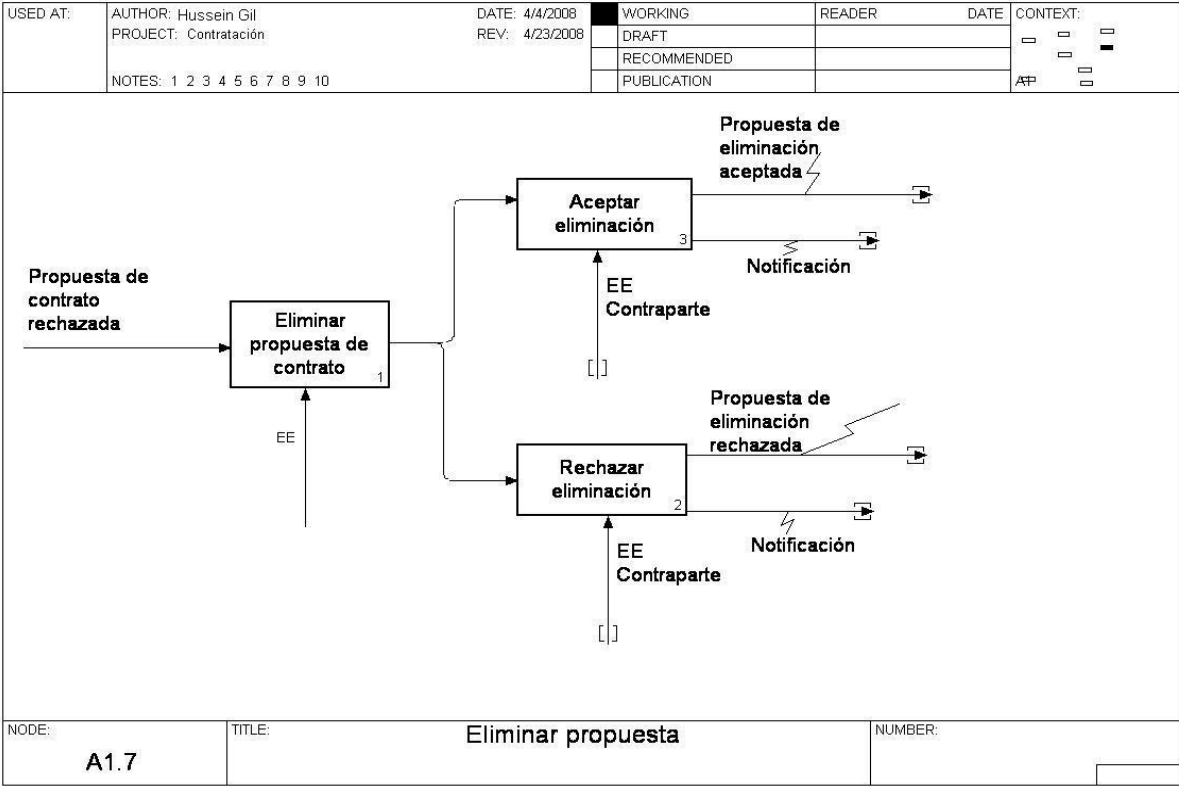 USED AT:
AUTHOR: Hussein Gil
DATE: 4/4/2008
PROJECT: Contratación
REV: 4/23/2008
NOTES: 1 2 3 4 5 6 7 8 9 10
WORKING
DRAFT
RECOMMENDED
PUBLICATION
READER
DATE
CONTEXT:
Propuesta de
eliminación
aceptada
Aceptar
eliminación
3
Notificación
EE
Contraparte
Propuesta de
contrato
rechazada
Eliminar
propuesta de
contrato
1
EE
Propuesta de
eliminación
rechazada
Rechazar
eliminación
2
Notificación
EE
Contraparte
NODE:
A1.7
TITLE:
Eliminar propuesta
NUMBER: